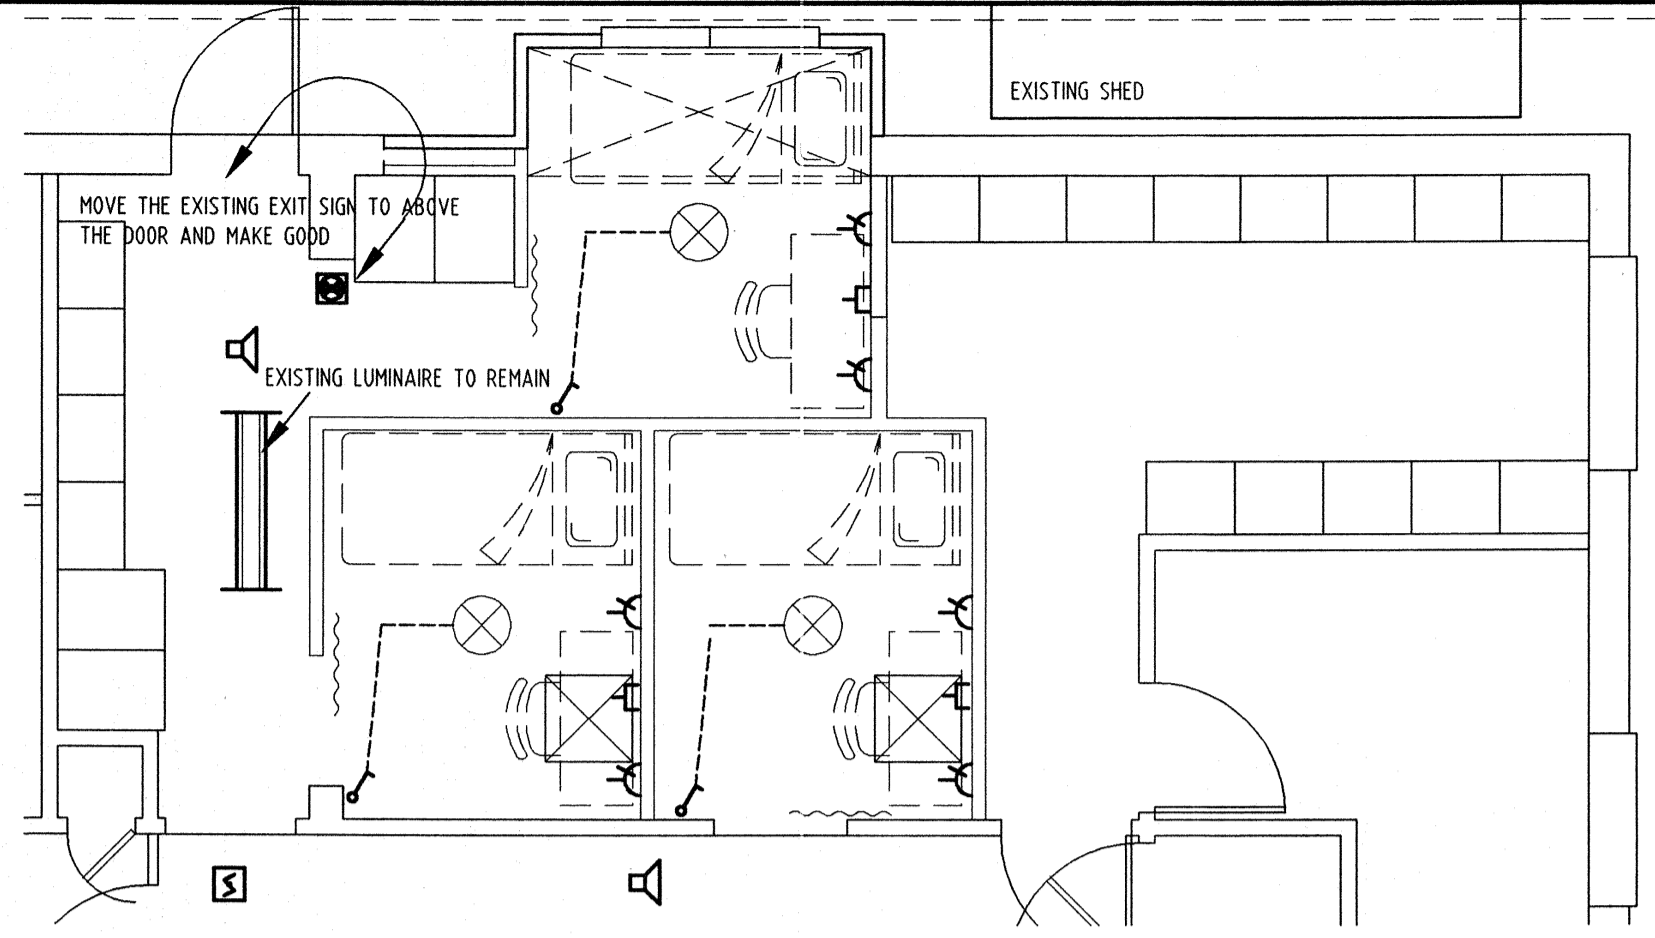 EXISTING SHED
MOVE THE EXISTING EXIT SIGN TO ABOVE
THE DOOR AND MAKE GOOD
EXISTING LUMINAIRE TO REMAIN
S